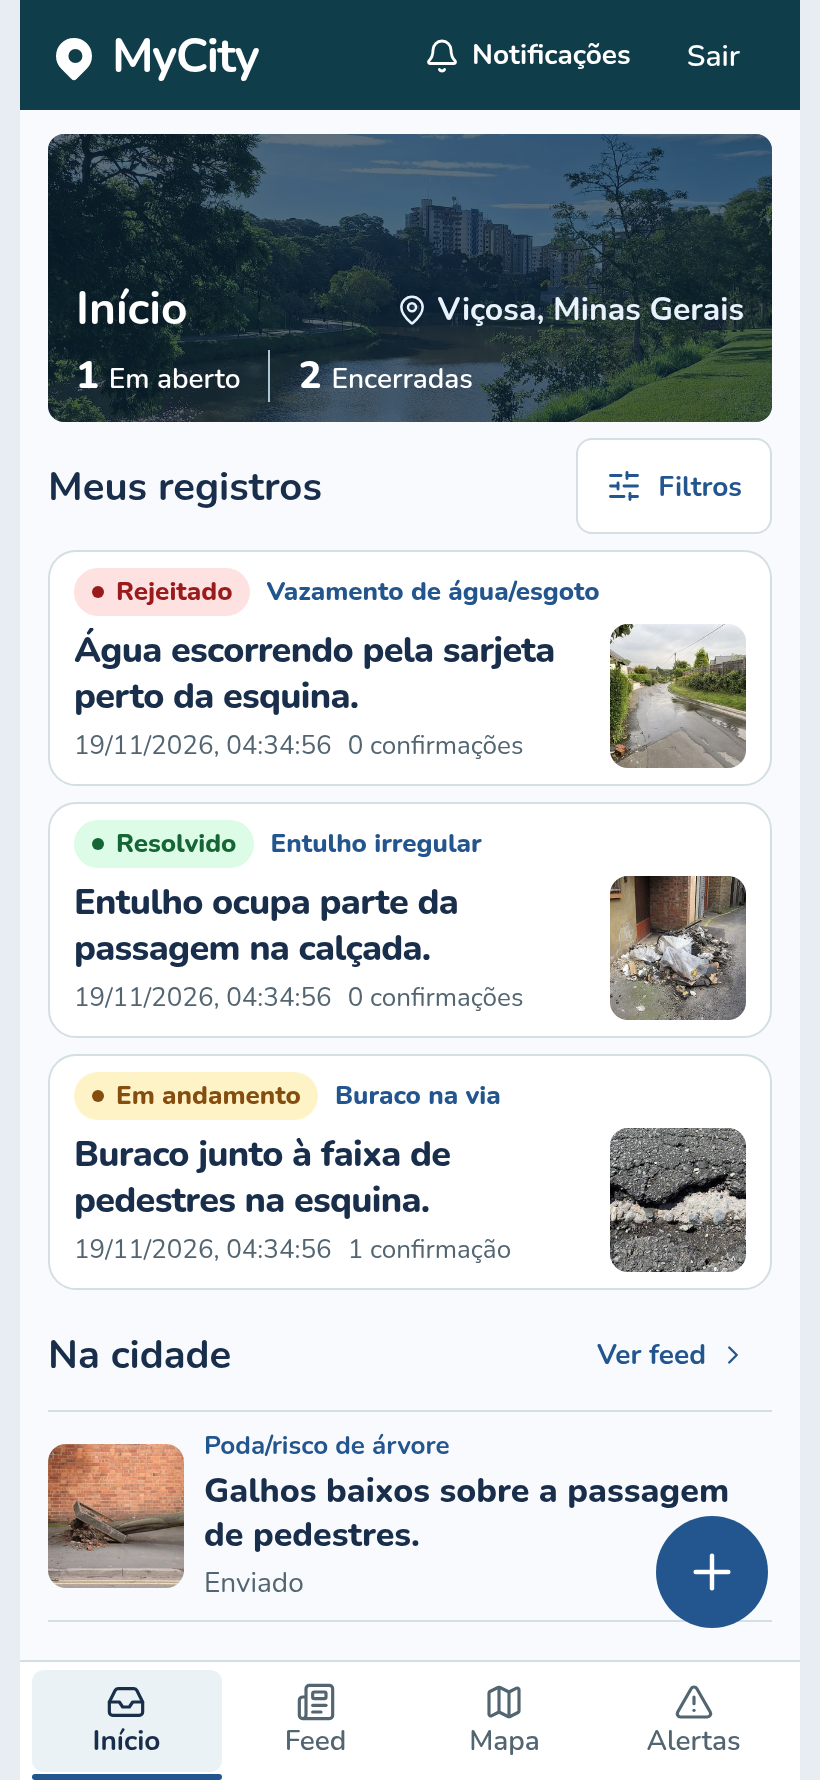 MyCity
Notificações
Sair
Início
Viçosa, Minas Gerais
1 Em aberto
2 Encerradas
Meus registros
Filtros
Rejeitado
Vazamento de água/esgoto
Água escorrendo pela sarjeta
perto da esquina.
19/11/2026, 04:34:56 0 confirmações
Resolvido
Entulho irregular
Entulho ocupa parte da
passagem na calçada.
19/11/2026, 04:34:56 0 confirmações
Em andamento
Buraco na via
Buraco junto à faixa de
pedestres na esquina.
19/11/2026, 04:34:56 1 confirmação
Na cidade
Ver feed
Poda/risco de árvore
Galhos baixos sobre a passagem
de pedestres.
Enviado
Início
Feed
Mapa
Alertas